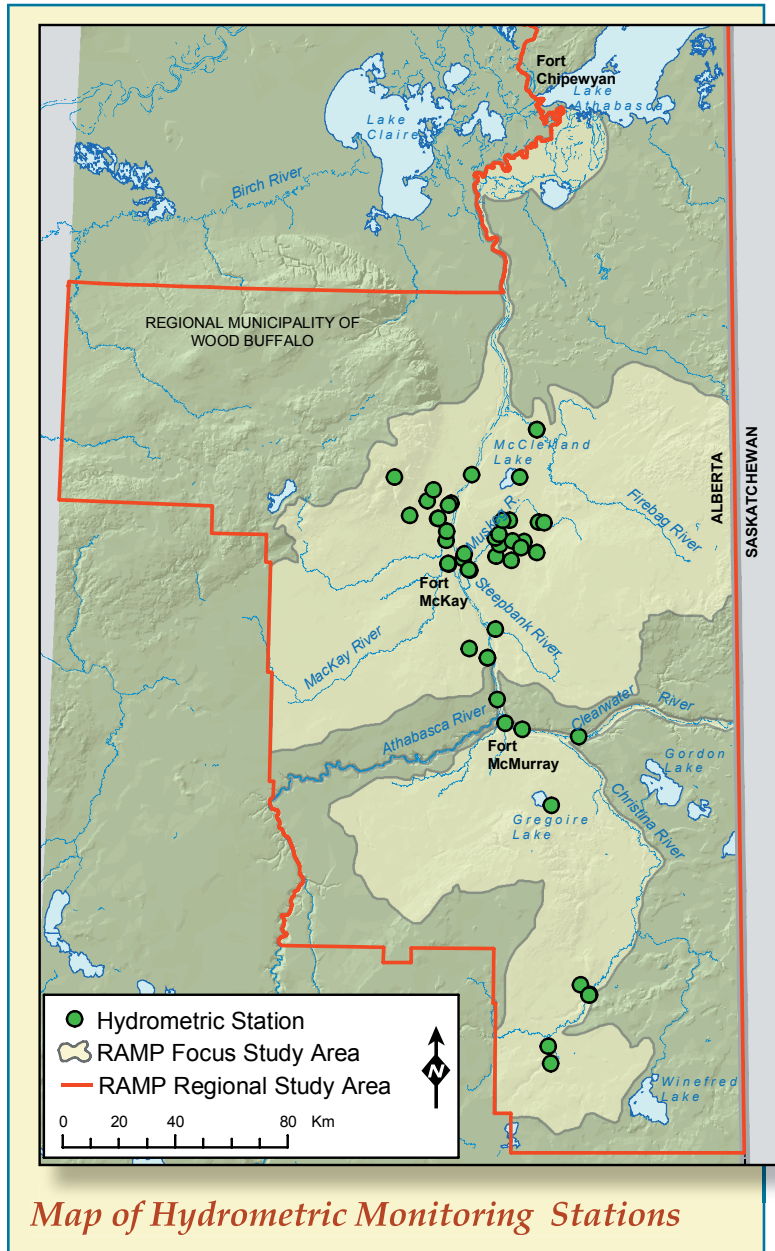 Fort
Chipewyan
Lake
Athabasca
Lake
Claire
Birch River
REGIONAL MUNICIPALITY OF
WOOD BUFFALO
McClelland
Lake
ALBERTA
SASKATCHEWAN
Firebag River
Muskeg R.
Fort
McKay
Steepbank River
MacKay River
Athabasca River
Clearwater River
Fort
McMurray
Gordon
Lake
Christina River
Gregoire
Lake
Hydrometric Station
RAMP Focus Study Area
RAMP Regional Study Area
N
0 20 40 80 Km
Winefred
Lake
Map of Hydrometric Monitoring Stations